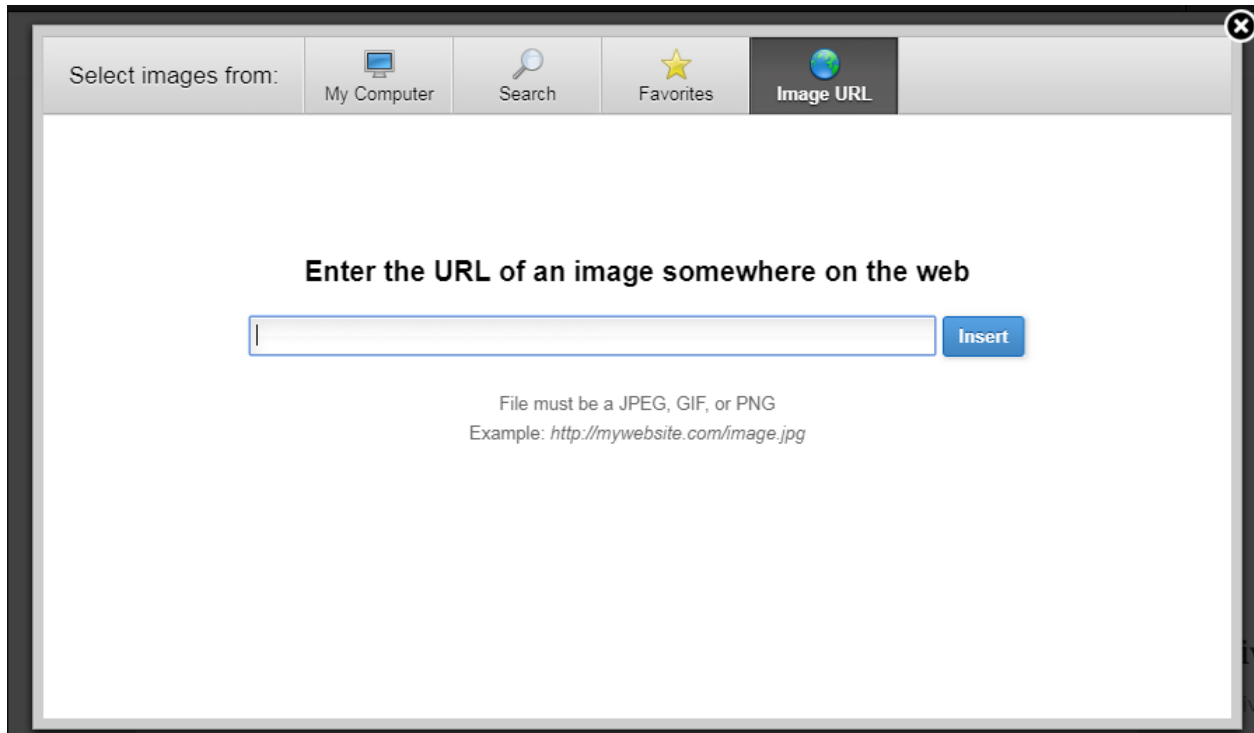 Select images from:
My Computer
Search
Favorites
Image URL
Enter the URL of an image somewhere on the web
Insert
File must be a JPEG, GIF, or PNG
Example: http://mywebsite.com/image.jpg